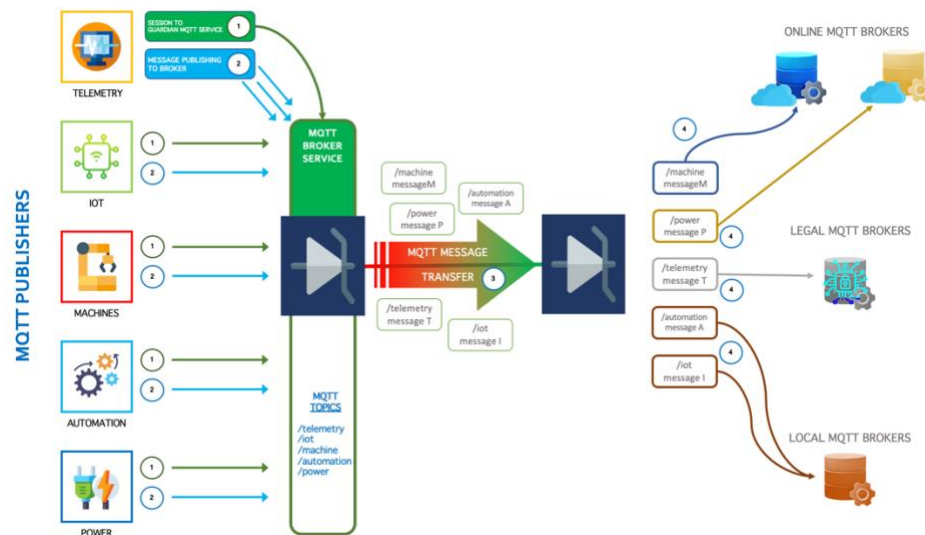 SESSION TO
GUARDIAN MQTT SERVICE
1
MESSAGE PUBLISHING
TO BROKER
2
TELEMETRY
MQTT PUBLISHERS
1
2
IOT
1
2
MACHINES
1
2
AUTOMATION
1
2
POWER
MQTT
BROKER
SERVICE
MQTT
TOPICS
/telemetry
/iot
/machine
/automation
/power
/machine
messageM
/automation
message A
/power
message P
MQTT MESSAGE
TRANSFER
3
/telemetry
message T
/iot
message I
ONLINE MQTT BROKERS
4
/machine
messageM
/power
message P
4
LEGAL MQTT BROKERS
/telemetry
message T
4
/automation
message A
4
/iot
message I
LOCAL MQTT BROKERS